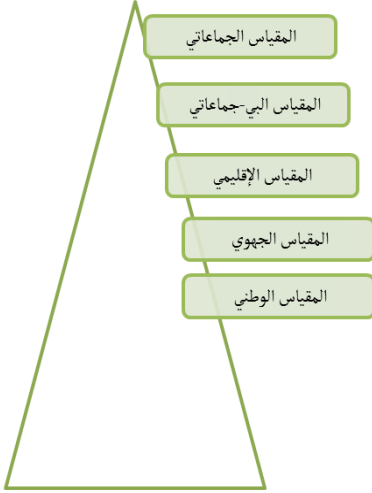 المقياس الجماعاتي
المقياس البي-جماعاتي
المقياس الإقليمي
المقياس الجهوي
المقياس الوطني